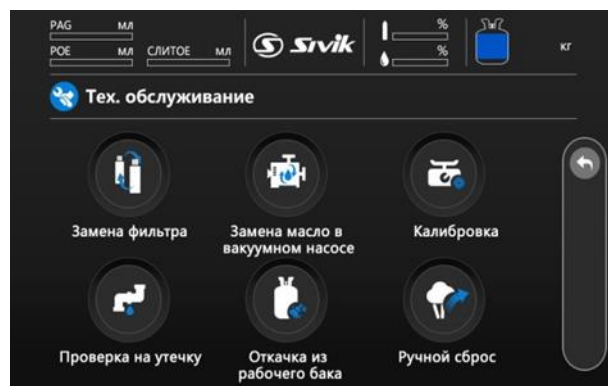 PAG МЛ
POE МЛ СЛИТОЕ МЛ
Sivik
%
%
кг
Тех. обслуживание
Замена фильтра
Замена масло в
вакуумном насосе
Калибровка
Проверка на утечку
Откачка из
рабочего бака
Ручной сброс